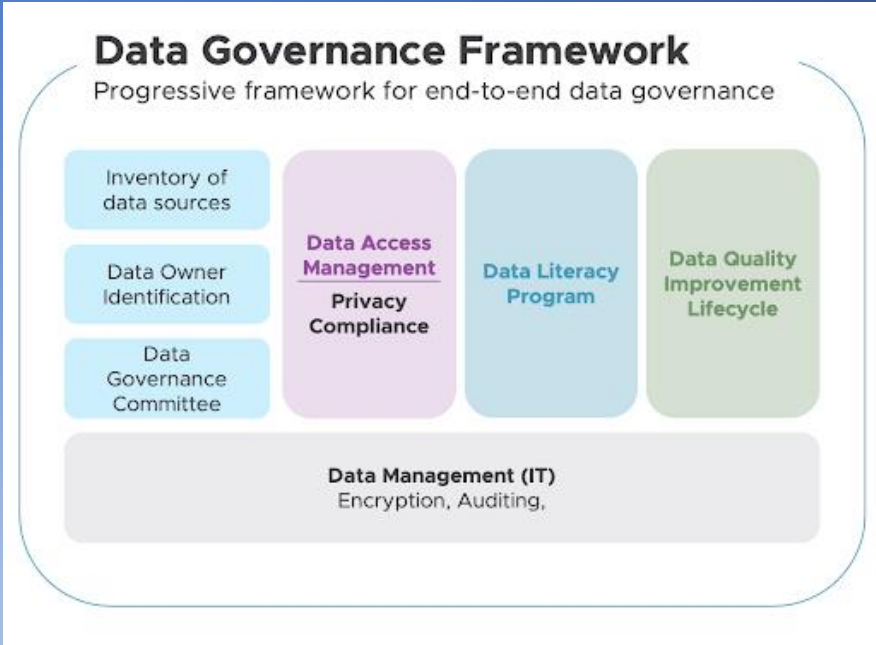 Data Governance Framework
Progressive framework for end-to-end data governance
Inventory of
data sources
Data Owner
Identification
Data
Governance
Committee
Data Access
Management
Privacy
Compliance
Data Literacy
Program
Data Quality
Improvement
Lifecycle
Data Management (IT)
Encryption, Auditing,